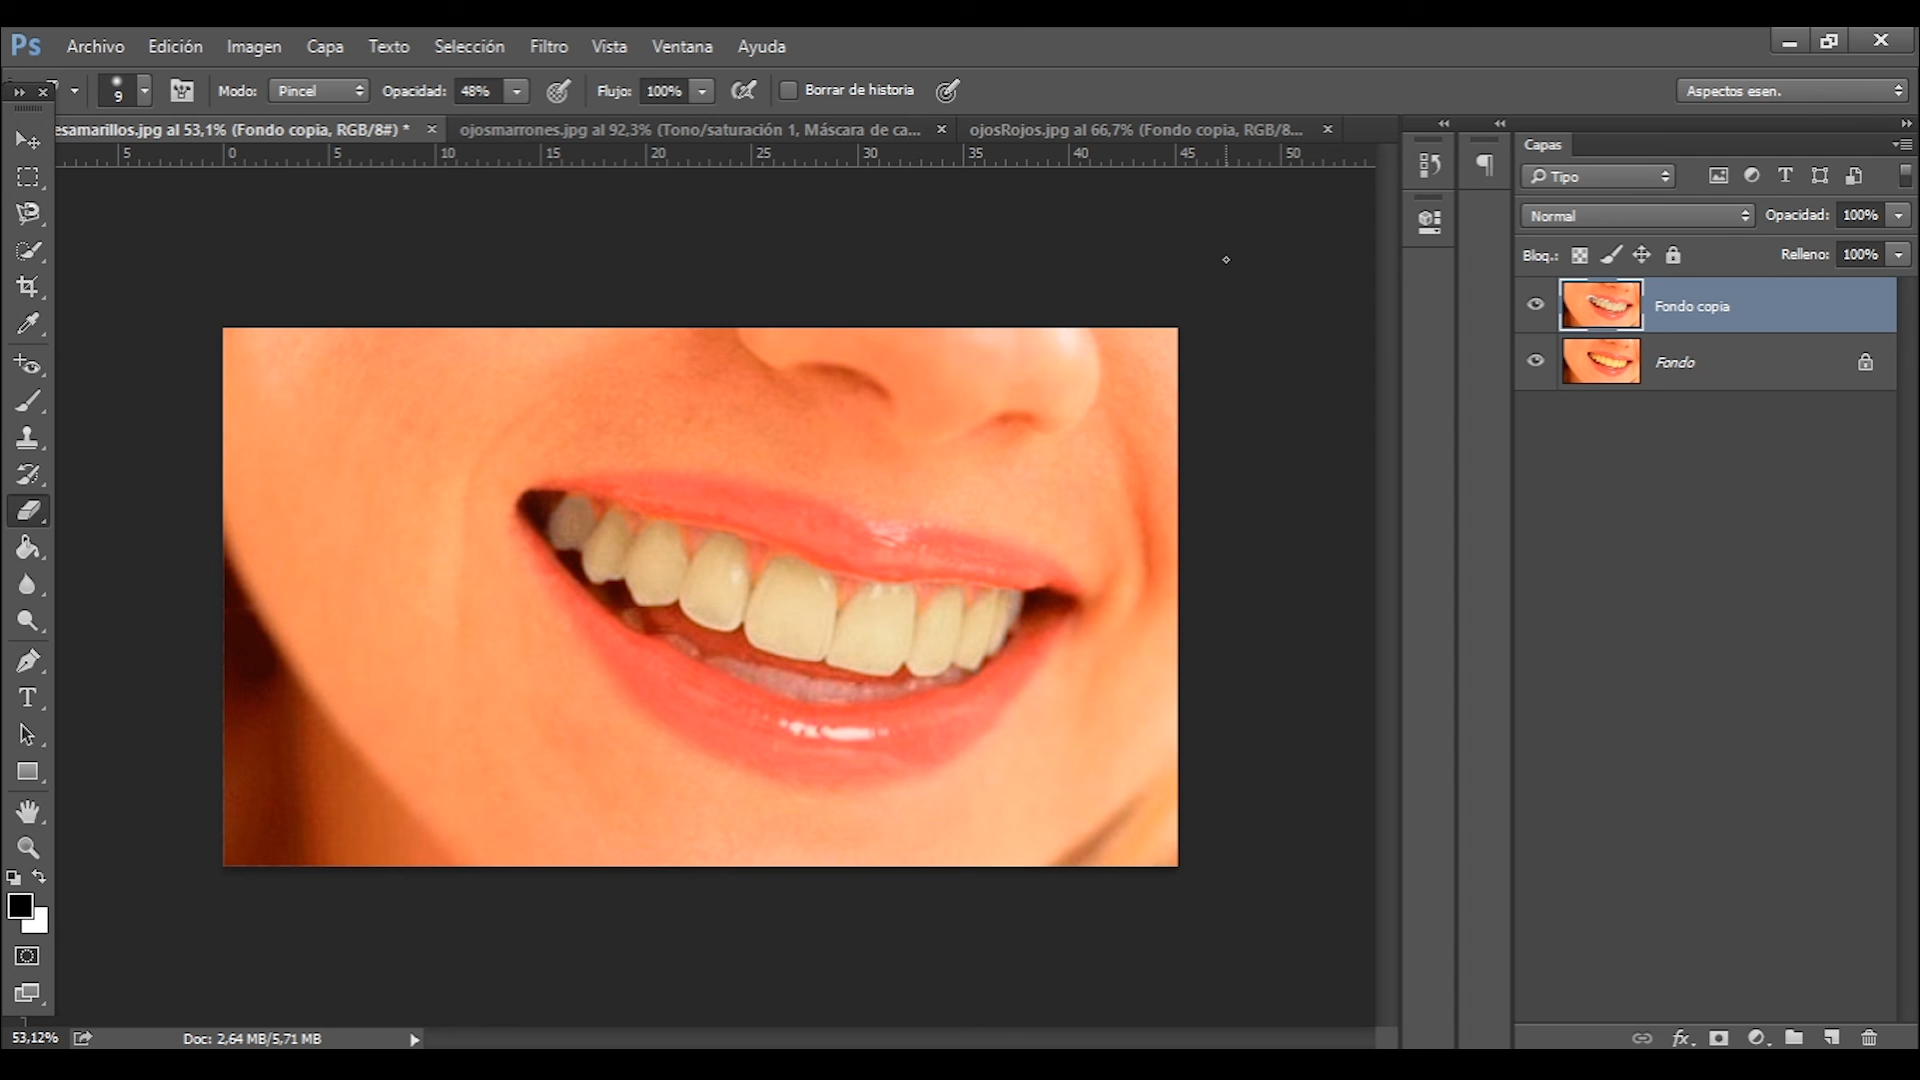 Ps Archivo Edición Imagen Capa Texto Selección Filtro Vista Ventana Ayuda
9 Modo: Pincel Opacidad: 48% Flujo: 100% Borrar de historia Aspectos esen.
esamarillos.jpg al 53,1% (Fondo copia, RGB/8#) * × ojosmarrones.jpg al 92,3% (Tono/saturación 1, Máscara de ca... × ojosRojos.jpg al 66,7% (Fondo copia, RGB/8... ×
5 0 5 10 15 20 25 30 35 40 45 50
Capas
Tipo
Normal Opacidad: 100%
Bloq.: Relleno: 100%
Fondo copia
Fondo
T
53,12% Doc: 2,64 MB/5,71 MB
fx